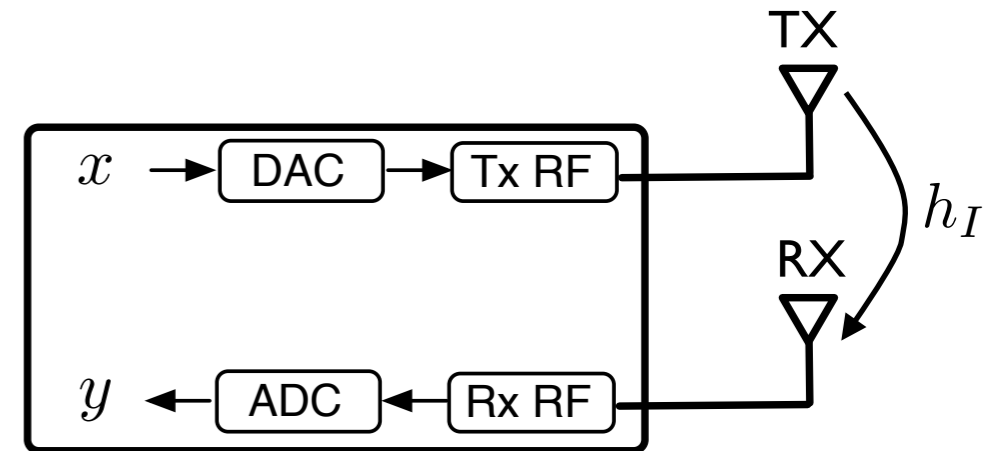 TX
x DAC Tx RF
h_I
RX
y ADC Rx RF